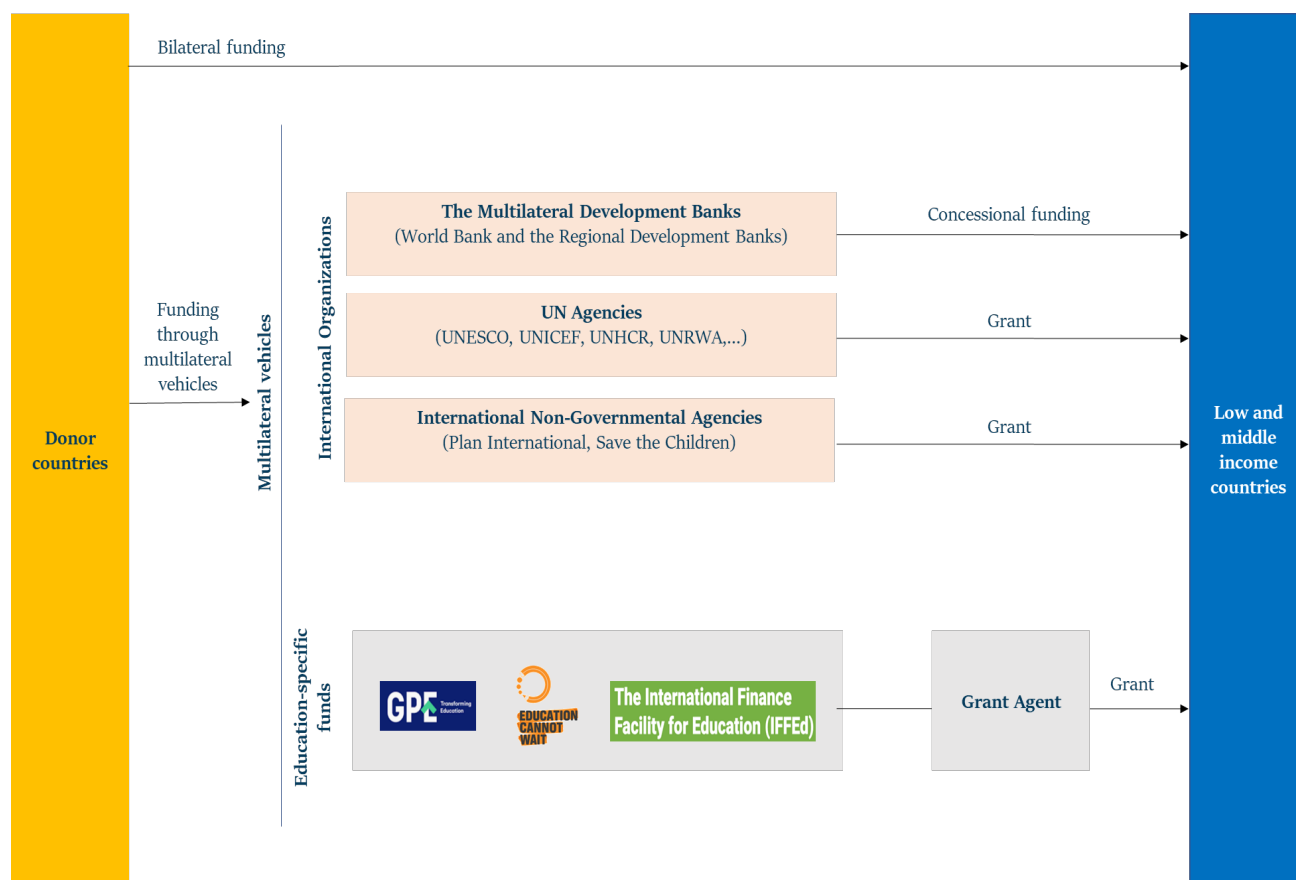 Bilateral funding
Donor
countries
Funding
through
multilateral
vehicles
Multilateral vehicles
International Organizations
The Multilateral Development Banks
(World Bank and the Regional Development Banks)
Concessional funding
UN Agencies
(UNESCO, UNICEF, UNHCR, UNRWA,...)
Grant
International Non-Governmental Agencies
(Plan International, Save the Children)
Grant
Low and
middle
income
countries
Education-specific
funds
GPE Transforming
Education
EDUCATION
CANNOT
WAIT
The International Finance
Facility for Education (IFFEd)
Grant Agent
Grant